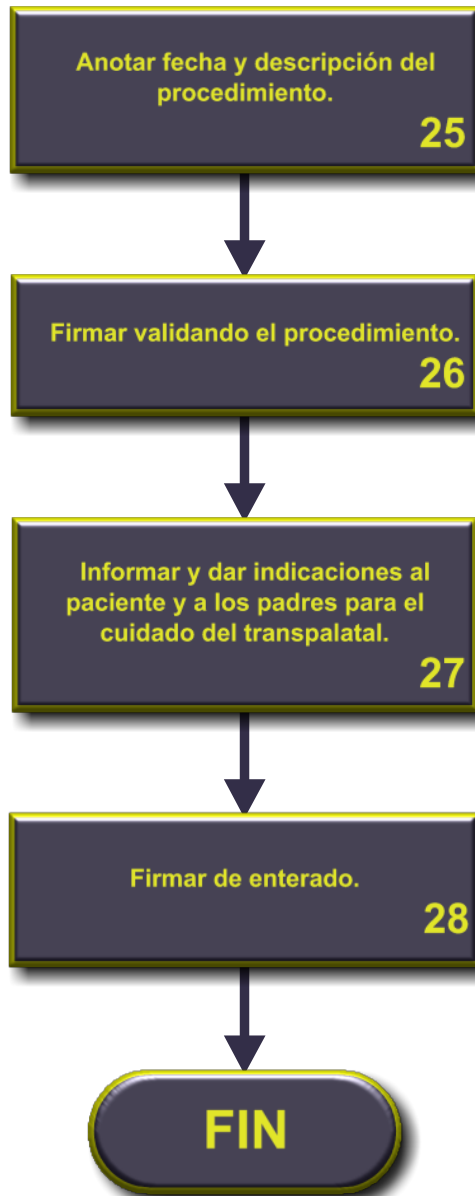 Anotar fecha y descripción del
procedimiento.
25
Firmar validando el procedimiento.
26
Informar y dar indicaciones al
paciente y a los padres para el
cuidado del transpalatal.
27
Firmar de enterado.
28
FIN